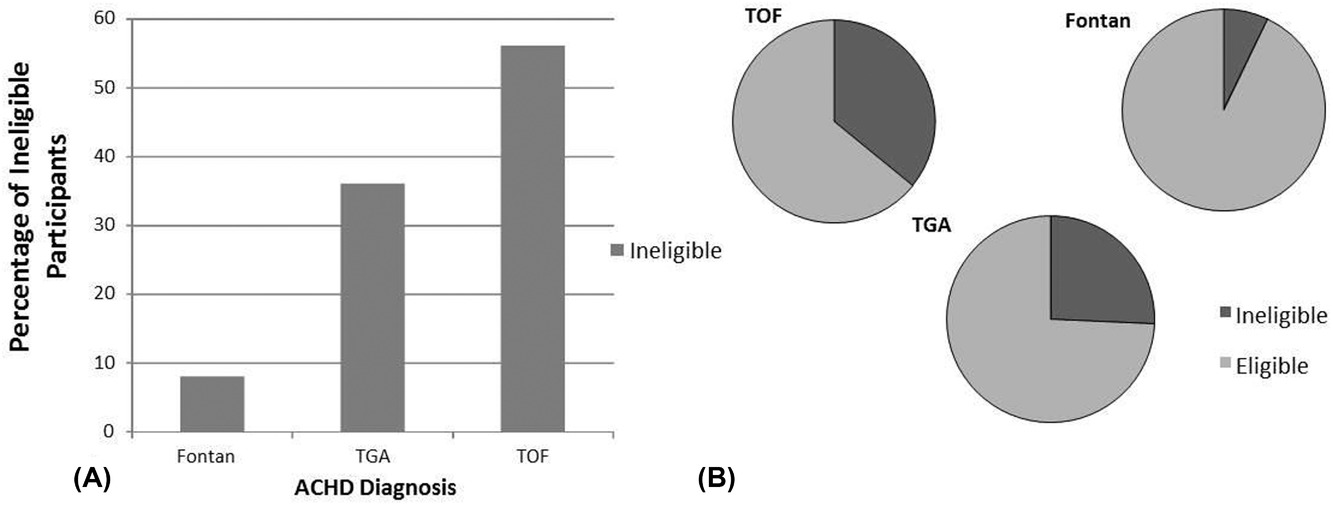 60
50
40
30
20
10
0
Percentage of Ineligible
Participants
Fontan
TGA
TOF
ACHD Diagnosis
Ineligible
(A)
TOF
Fontan
TGA
Ineligible
Eligible
(B)